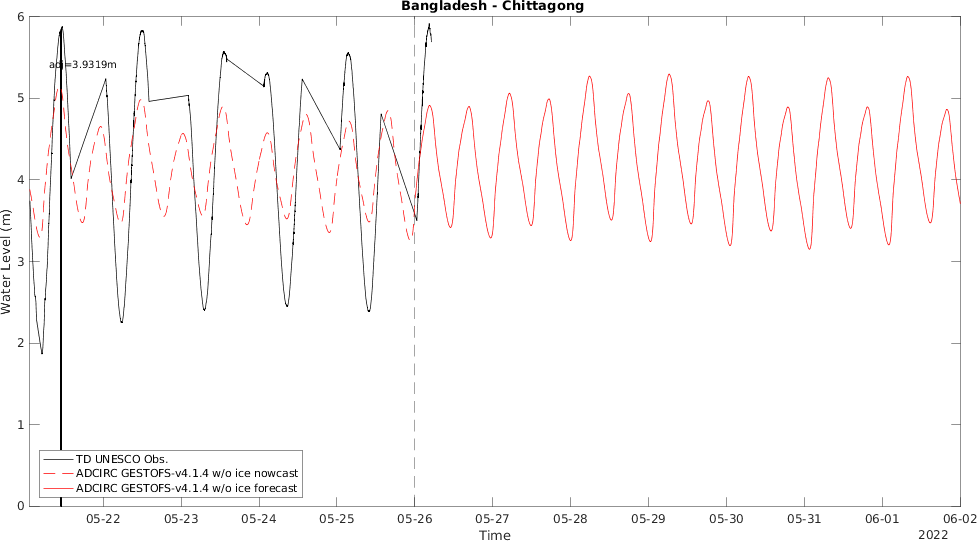 Bangladesh - Chittagong
adj=3.9319m
6
5
4
3
2
1
0
Water Level (m)
TD UNESCO Obs.
ADCIRC GESTOFS-v4.1.4 w/o ice nowcast
ADCIRC GESTOFS-v4.1.4 w/o ice forecast
05-22 05-23 05-24 05-25 05-26 05-27 05-28 05-29 05-30 05-31 06-01 06-02
Time
2022